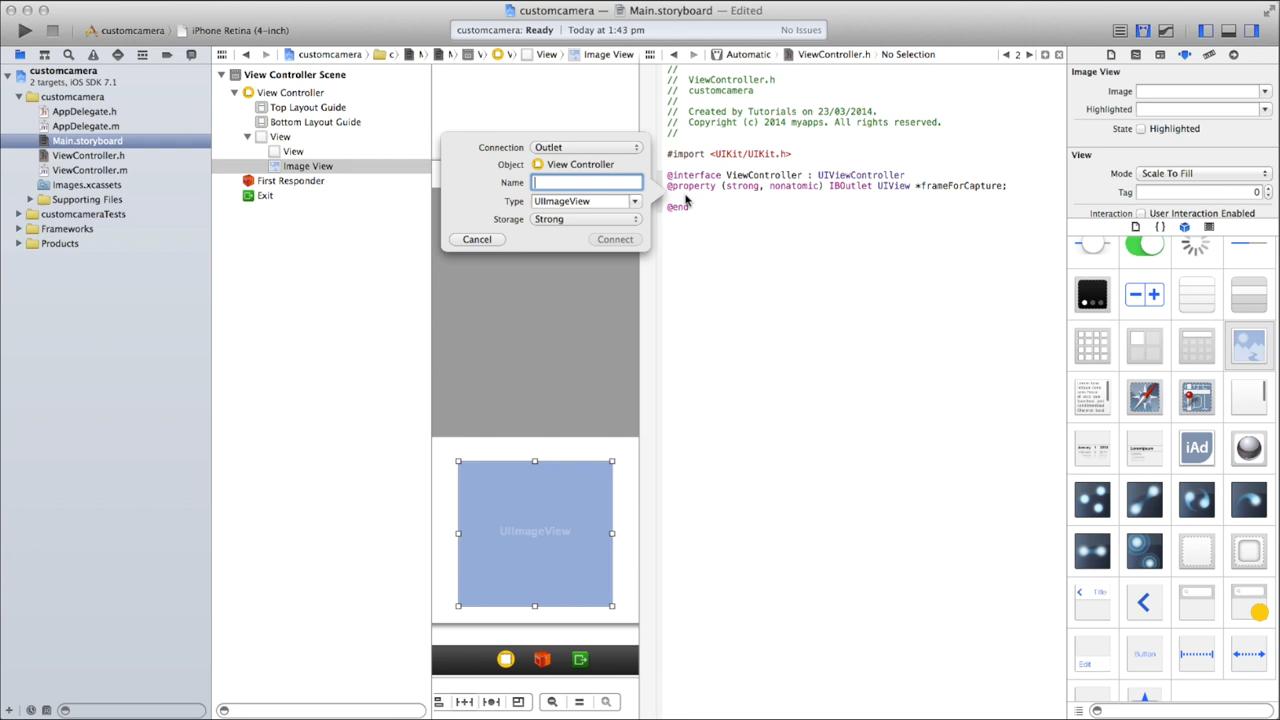 customcamera — Main.storyboard — Edited
customcamera iPhone Retina (4-inch)
customcamera: Ready Today at 1:43 pm No Issues
customcamera
View Image View
Automatic ViewController.h No Selection
2
customcamera
2 targets, iOS SDK 7.1
customcamera
AppDelegate.h
AppDelegate.m
Main.storyboard
ViewController.h
ViewController.m
Images.xcassets
Supporting Files
customcameraTests
Frameworks
Products
View Controller Scene
View Controller
Top Layout Guide
Bottom Layout Guide
View
View
Image View
First Responder
Exit
Connection Outlet
Object View Controller
Name
Type UIImageView
Storage Strong
Cancel Connect
UIImageView
//
// ViewController.h
// customcamera
//
// Created by Tutorials on 23/03/2014.
// Copyright (c) 2014 myapps. All rights reserved.
//
#import <UIKit/UIKit.h>
@interface ViewController : UIViewController
@property (strong, nonatomic) IBOutlet UIView *frameForCapture;
@end
Image View
Image
Highlighted
State Highlighted
View
Mode Scale To Fill
Tag 0
Interaction User Interaction Enabled
iAd
Title
Edit
Button